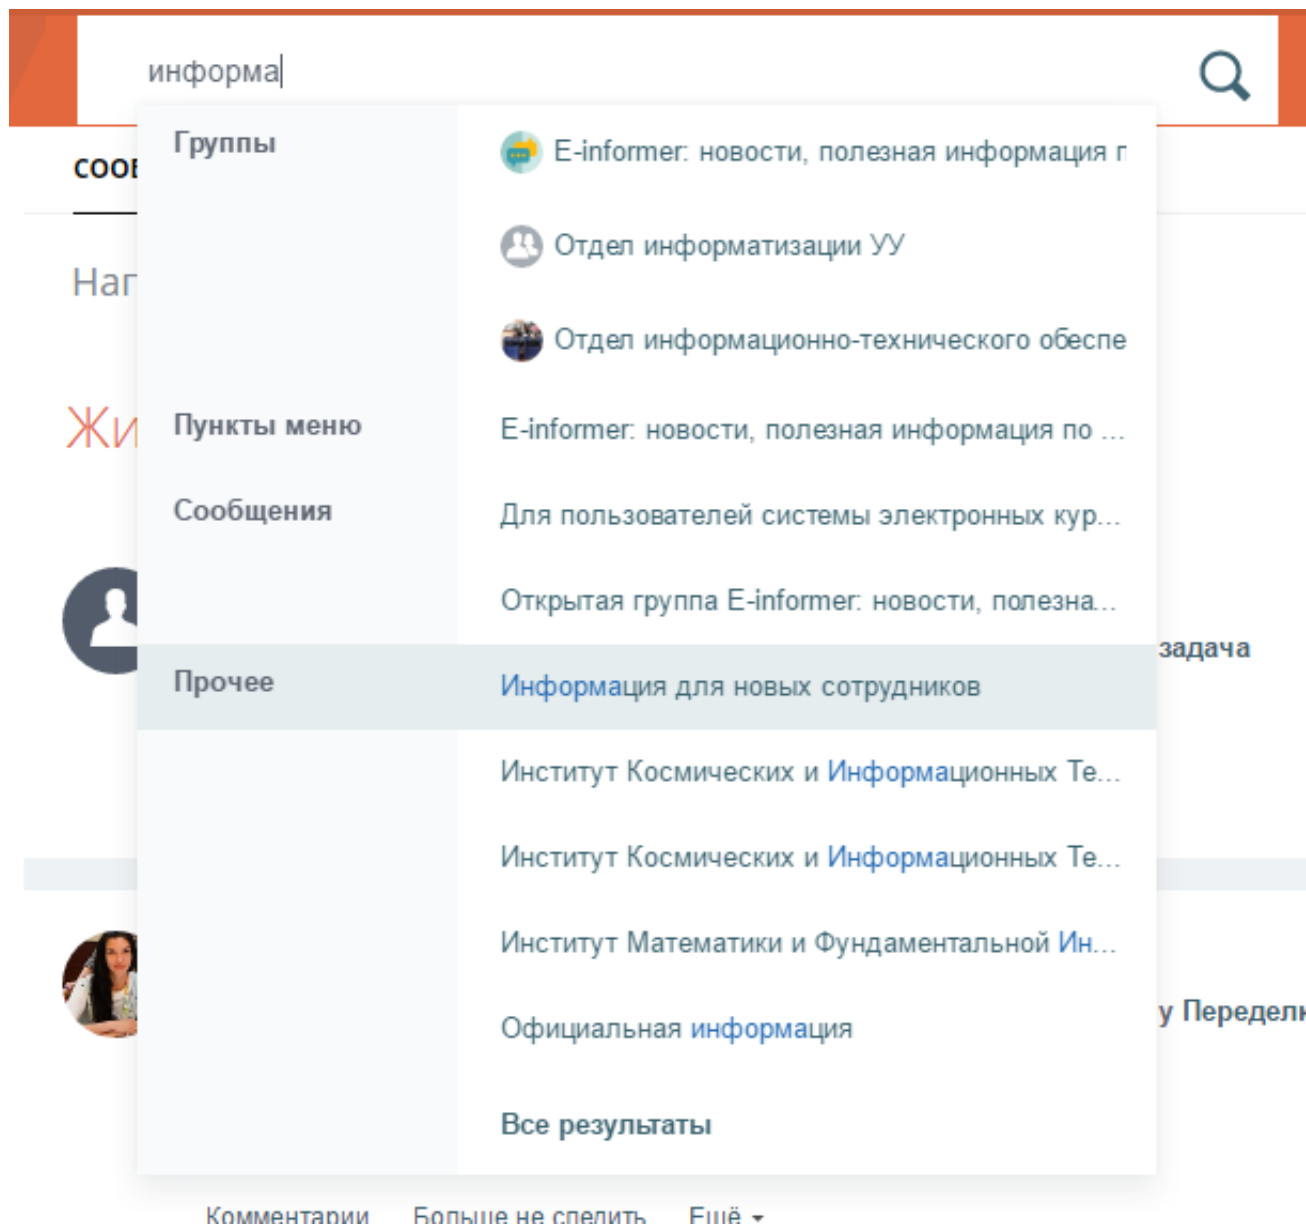 информа
Группы
E-informer: новости, полезная информация
Отдел информатизации УУ
Отдел информационно-технического обеспе
Пункты меню
E-informer: новости, полезная информация по ...
Сообщения
Для пользователей системы электронных кур...
Открытая группа E-informer: новости, полезна...
задача
Прочее
Информация для новых сотрудников
Институт Космических и Информационных Те...
Институт Космических и Информационных Те...
Институт Математики и Фундаментальной Ин...
у Передел
Официальная информация
Все результаты
Комментарии Больше не следить Ещё